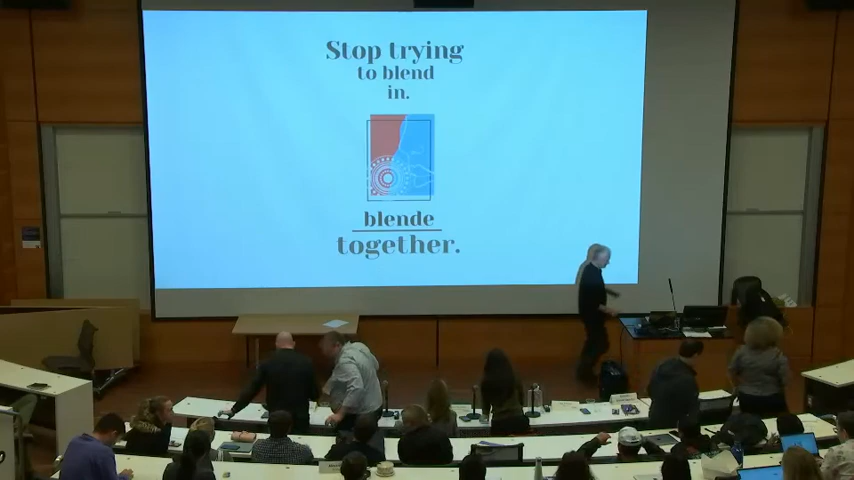 Stop trying
to blend
in.
blende
together.